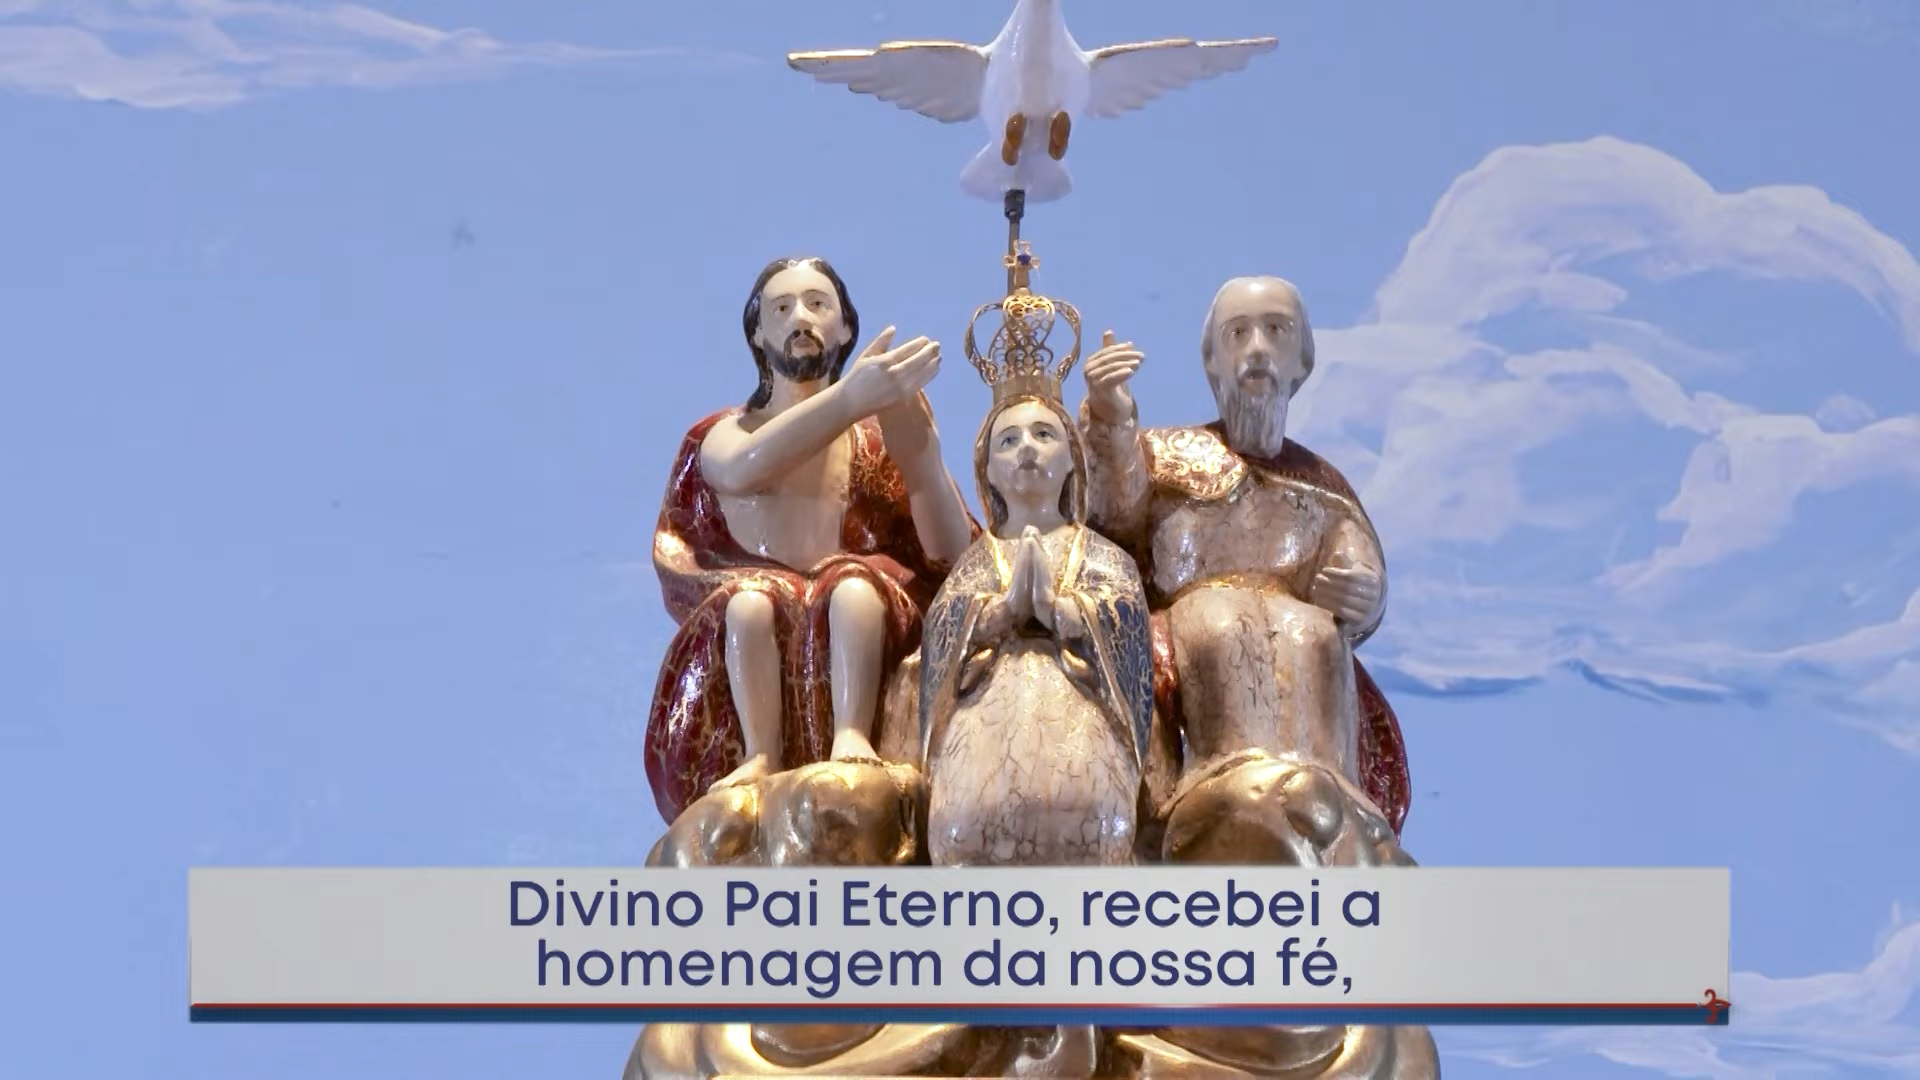 Divino Pai Eterno, recebei a
homenagem da nossa fé,